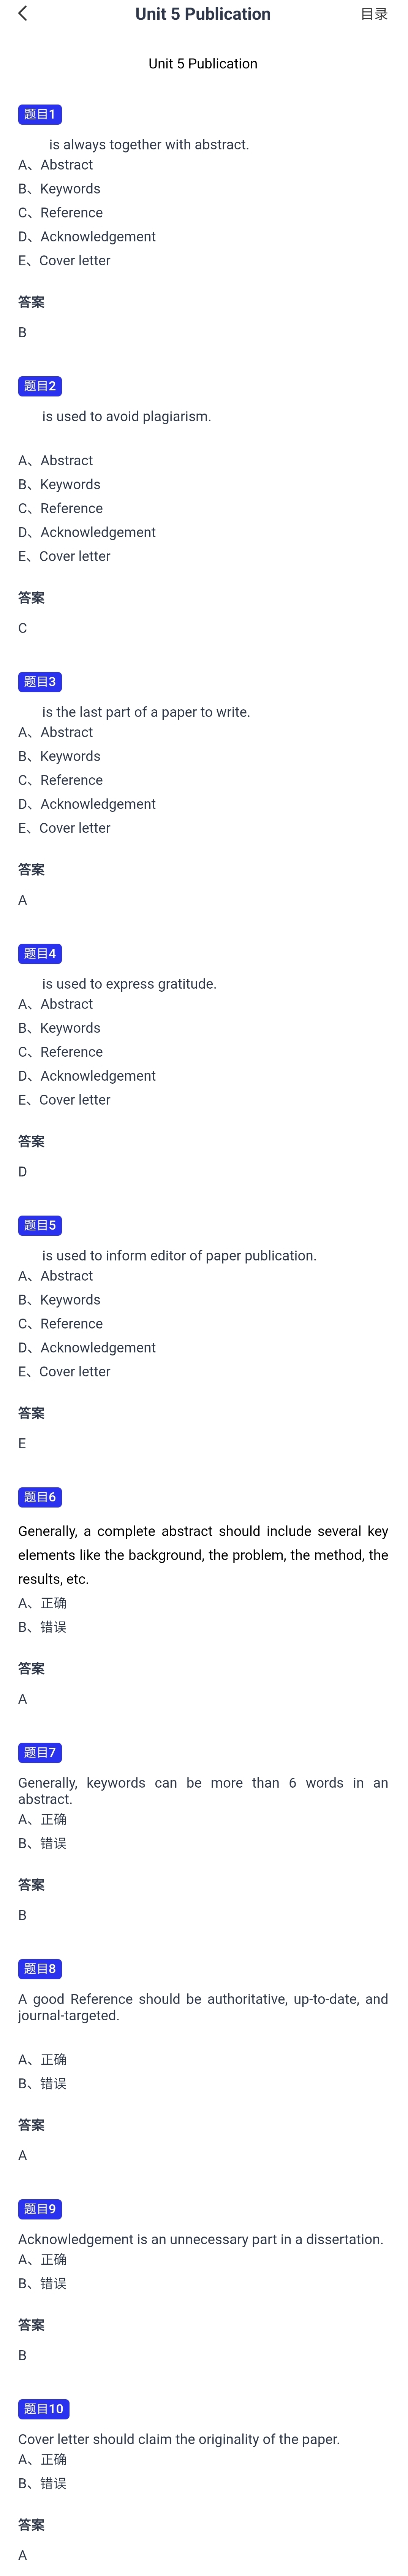 Unit 5 Publication
目录
Unit 5 Publication
题目1
is always together with abstract.
A、Abstract
B、Keywords
C、Reference
D、Acknowledgement
E、Cover letter
答案
B
题目2
is used to avoid plagiarism.
A、Abstract
B、Keywords
C、Reference
D、Acknowledgement
E、Cover letter
答案
C
题目3
is the last part of a paper to write.
A、Abstract
B、Keywords
C、Reference
D、Acknowledgement
E、Cover letter
答案
A
题目4
is used to express gratitude.
A、Abstract
B、Keywords
C、Reference
D、Acknowledgement
E、Cover letter
答案
D
题目5
is used to inform editor of paper publication.
A、Abstract
B、Keywords
C、Reference
D、Acknowledgement
E、Cover letter
答案
E
题目6
Generally, a complete abstract should include several key
elements like the background, the problem, the method, the
results, etc.
A、正确
B、错误
答案
A
题目7
Generally, keywords can be more than 6 words in an
abstract.
A、正确
B、错误
答案
B
题目8
A good Reference should be authoritative, up-to-date, and
journal-targeted.
A、正确
B、错误
答案
A
题目9
Acknowledgement is an unnecessary part in a dissertation.
A、正确
B、错误
答案
B
题目10
Cover letter should claim the originality of the paper.
A、正确
B、错误
答案
A